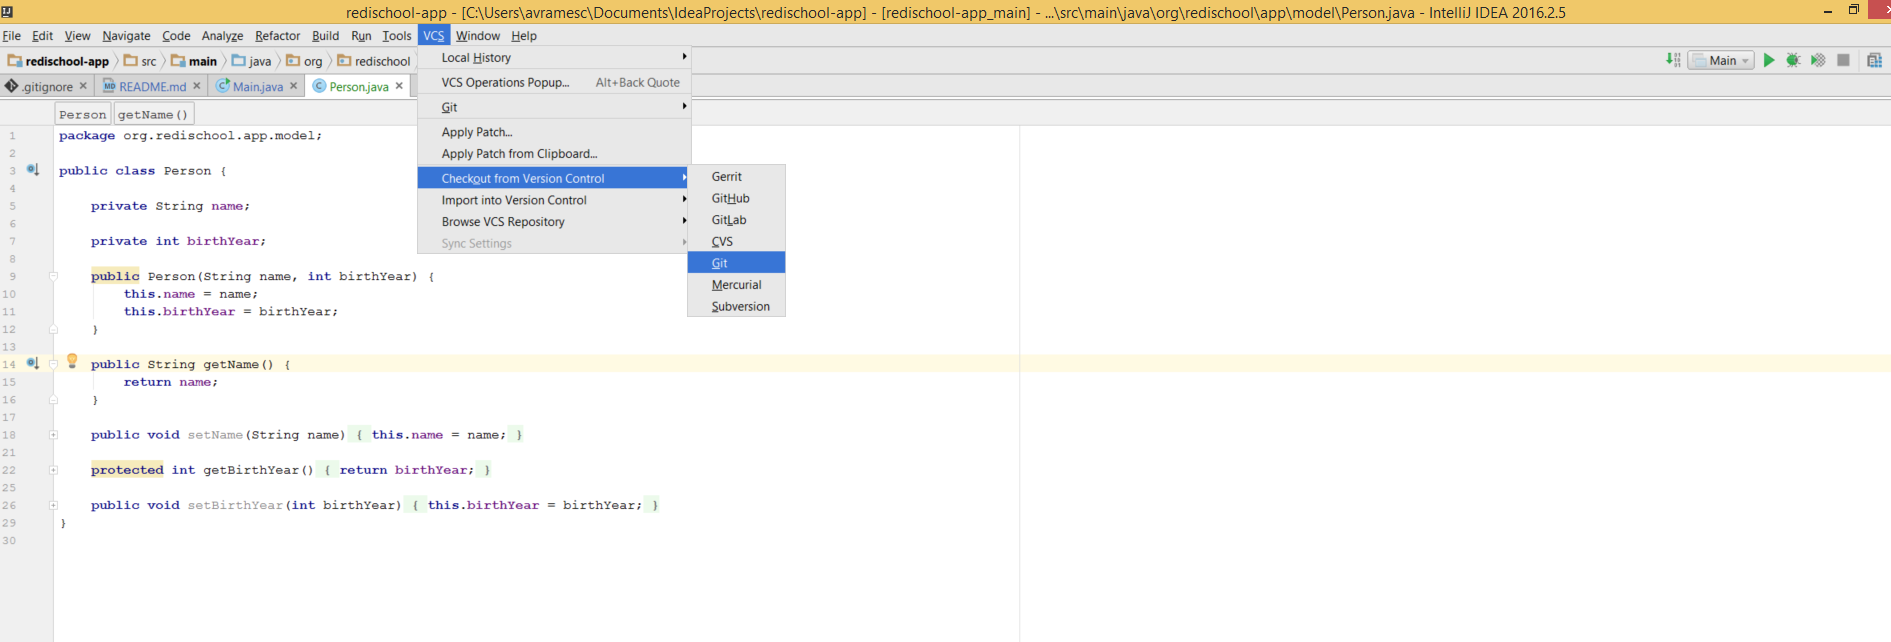 redischool-app - [C:\Users\avramesc\Documents\IdeaProjects\redischool-app] - [redischool-app_main] - ...\src\main\java\org\redischool\app\model\Person.java - IntelliJ IDEA 2016.2.5
File Edit View Navigate Code Analyze Refactor Build Run Tools VCS Window Help
redischool-app src main java org redischool
Main
.gitignore README.md Main.java Person.java
Person getName()
Local History
VCS Operations Popup... Alt+Back Quote
Git
Apply Patch...
Apply Patch from Clipboard...
Checkout from Version Control
Import into Version Control
Browse VCS Repository
Sync Settings
Gerrit
GitHub
GitLab
CVS
Git
Mercurial
Subversion
1 package org.redischool.app.model;
2
3 public class Person {
4
5 private String name;
6
7 private int birthYear;
8
9 public Person(String name, int birthYear) {
10 this.name = name;
11 this.birthYear = birthYear;
12 }
13
14 public String getName() {
15 return name;
16 }
17
18 public void setName(String name) { this.name = name; }
21
22 protected int getBirthYear() { return birthYear; }
25
26 public void setBirthYear(int birthYear) { this.birthYear = birthYear; }
29 }
30